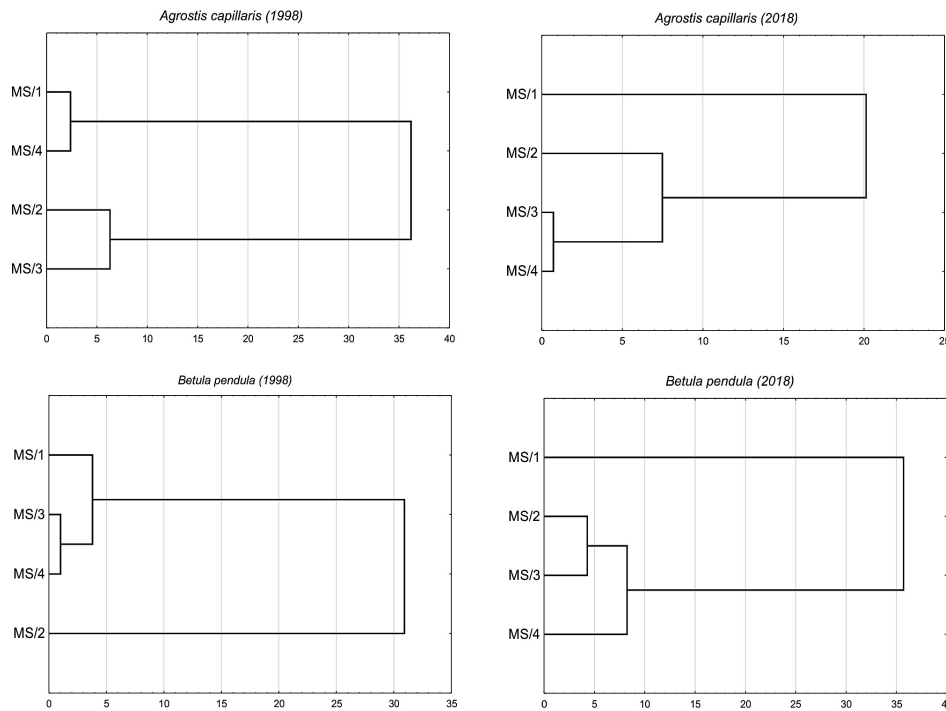 Agrostis capillaris (1998)
MS/1
MS/4
MS/2
MS/3
0 5 10 15 20 25 30 35 40
Agrostis capillaris (2018)
MS/1
MS/2
MS/3
MS/4
0 5 10 15 20 25
Betula pendula (1998)
MS/1
MS/3
MS/4
MS/2
0 5 10 15 20 25 30 35
Betula pendula (2018)
MS/1
MS/2
MS/3
MS/4
0 5 10 15 20 25 30 35 40